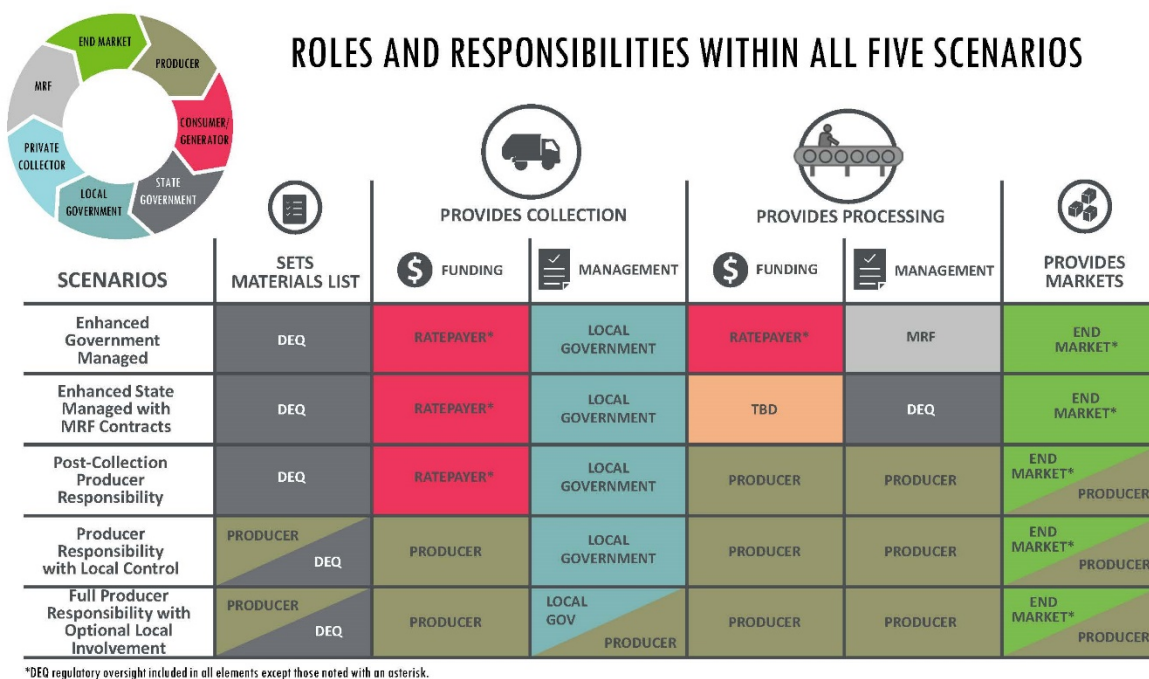 ROLES AND RESPONSIBILITIES WITHIN ALL FIVE SCENARIOS
END MARKET
PRODUCER
CONSUMER/
GENERATOR
STATE
GOVERNMENT
LOCAL
GOVERNMENT
PRIVATE
COLLECTOR
MRF
PROVIDES COLLECTION
PROVIDES PROCESSING
SCENARIOS
SETS
MATERIALS LIST
$ FUNDING
MANAGEMENT
$ FUNDING
MANAGEMENT
PROVIDES
MARKETS
Enhanced
Government
Managed
DEQ
RATEPAYER*
LOCAL
GOVERNMENT
RATEPAYER*
MRF
END
MARKET*
Enhanced State
Managed with
MRF Contracts
DEQ
RATEPAYER*
LOCAL
GOVERNMENT
TBD
DEQ
END
MARKET*
Post-Collection
Producer
Responsibility
DEQ
RATEPAYER*
LOCAL
GOVERNMENT
PRODUCER
PRODUCER
END
MARKET*
PRODUCER
Producer
Responsibility
with Local Control
PRODUCER
DEQ
PRODUCER
LOCAL
GOVERNMENT
PRODUCER
PRODUCER
END
MARKET*
PRODUCER
Full Producer
Responsibility with
Optional Local
Involvement
PRODUCER
DEQ
PRODUCER
LOCAL
GOV
PRODUCER
PRODUCER
PRODUCER
END
MARKET*
PRODUCER
*DEQ regulatory oversight included in all elements except those noted with an asterisk.